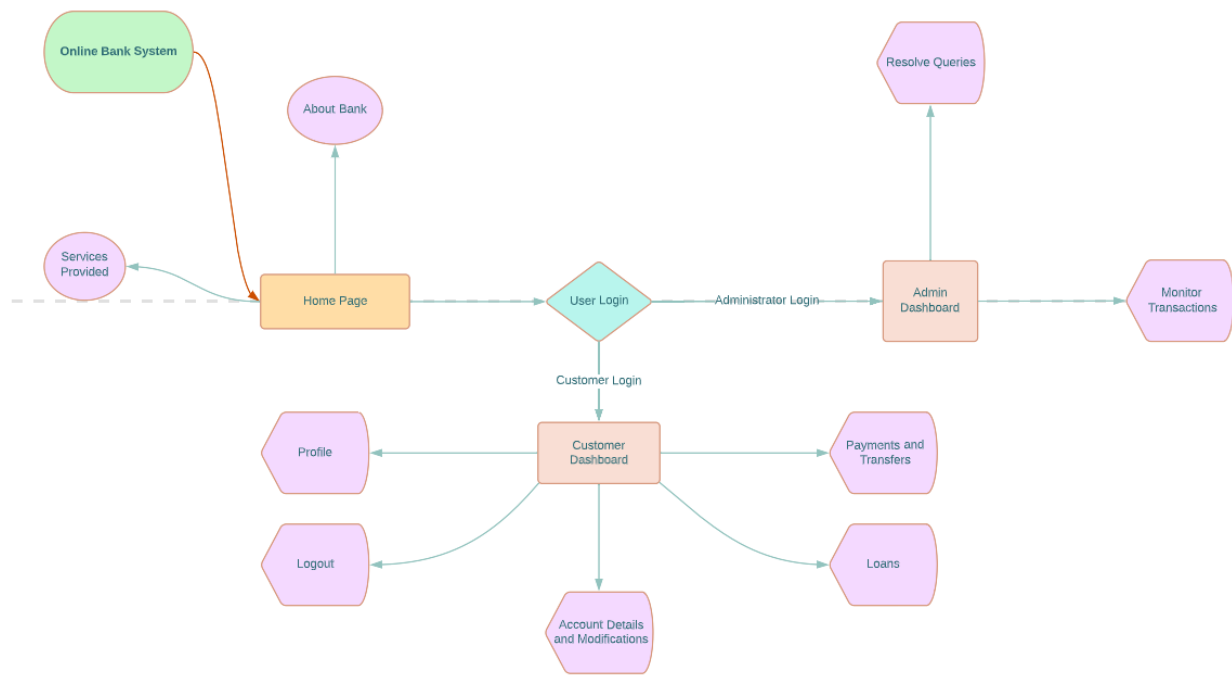 Online Bank System
Resolve Queries
About Bank
Services
Provided
Home Page
User Login
Administrator Login
Admin
Dashboard
Monitor
Transactions
Customer Login
Profile
Customer
Dashboard
Payments and
Transfers
Logout
Loans
Account Details
and Modifications